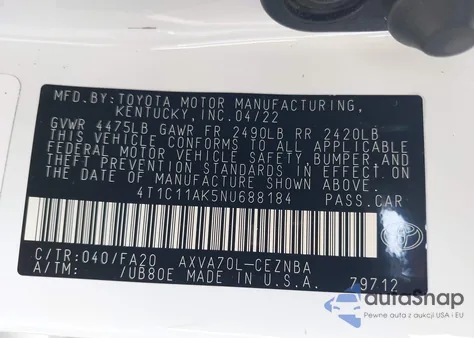 MFD.BY:TOYOTA MOTOR MANUFACTURING,
KENTUCKY, INC.04/22
GVWR 4475LB GAWR FR 2490LB RR 2420LB
THIS VEHICLE CONFORMS TO ALL APPLICABLE
FEDERAL MOTOR VEHICLE SAFETY, BUMPER, AND
THEFT PREVENTION STANDARDS IN EFFECT ON
THE DATE OF MANUFACTURE SHOWN ABOVE.
4T1C11AK5NU688184 PASS.CAR
C/TR:040/FA20 AXVA70L-CEZNBA
A/TM: /UB80E MADE IN U.S.A. 79712
autoSnap
Pewne auta z aukcji USA i EU